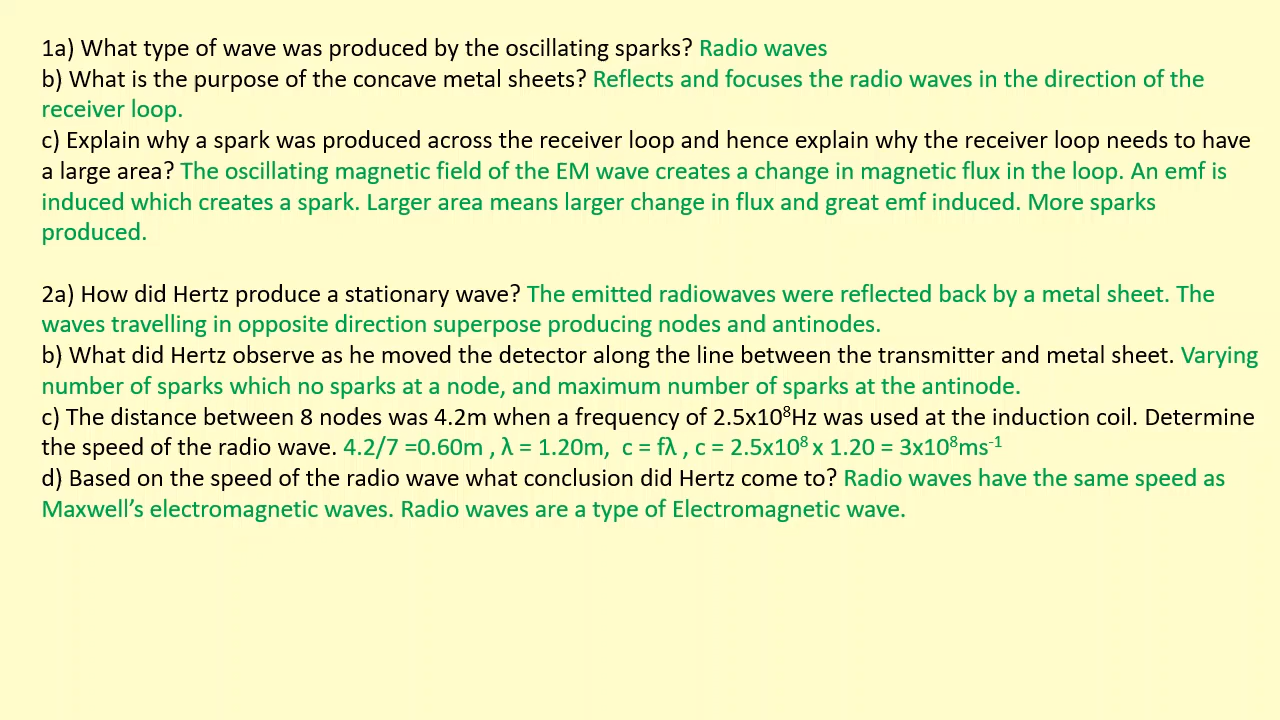 1a) What type of wave was produced by the oscillating sparks? Radio waves
b) What is the purpose of the concave metal sheets? Reflects and focuses the radio waves in the direction of the
receiver loop.
c) Explain why a spark was produced across the receiver loop and hence explain why the receiver loop needs to have
a large area? The oscillating magnetic field of the EM wave creates a change in magnetic flux in the loop. An emf is
induced which creates a spark. Larger area means larger change in flux and great emf induced. More sparks
produced.
2a) How did Hertz produce a stationary wave? The emitted radiowaves were reflected back by a metal sheet. The
waves travelling in opposite direction superpose producing nodes and antinodes.
b) What did Hertz observe as he moved the detector along the line between the transmitter and metal sheet. Varying
number of sparks which no sparks at a node, and maximum number of sparks at the antinode.
c) The distance between 8 nodes was 4.2m when a frequency of 2.5x10⁸Hz was used at the induction coil. Determine
the speed of the radio wave. 4.2/7 =0.60m , λ = 1.20m, c = fλ , c = 2.5x10⁸ x 1.20 = 3x10⁸ms⁻¹
d) Based on the speed of the radio wave what conclusion did Hertz come to? Radio waves have the same speed as
Maxwell’s electromagnetic waves. Radio waves are a type of Electromagnetic wave.